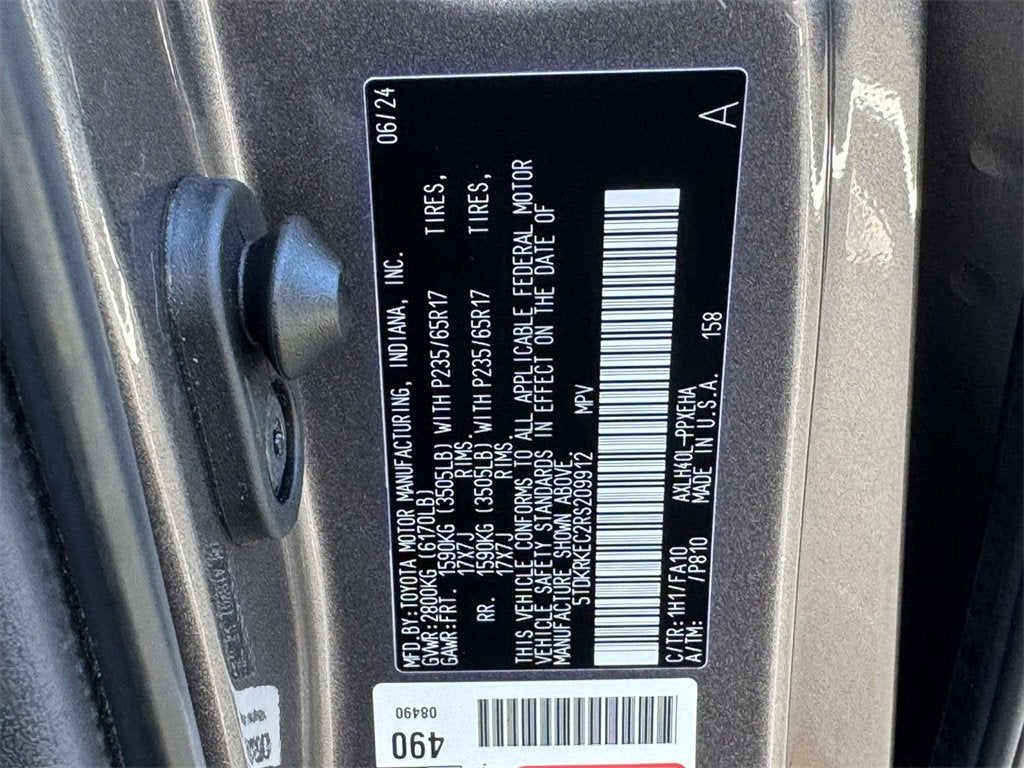 MFD.BY:TOYOTA MOTOR MANUFACTURING, INDIANA, INC. 06/24
GVWR:2800KG (6170LB)
GAWR:FRT. 1590KG (3505LB) WITH P235/65R17 TIRES,
17X7J RIMS.
RR. 1590KG (3505LB) WITH P235/65R17 TIRES,
17X7J RIMS.
THIS VEHICLE CONFORMS TO ALL APPLICABLE FEDERAL MOTOR
VEHICLE SAFETY STANDARDS IN EFFECT ON THE DATE OF
MANUFACTURE SHOWN ABOVE.
5TDKRKEC2RS209912 MPV
C/TR: 1H1/FA10 AXLH40L-PPXEHA 158
A/TM: /P810 MADE IN U.S.A.
A
08490
490